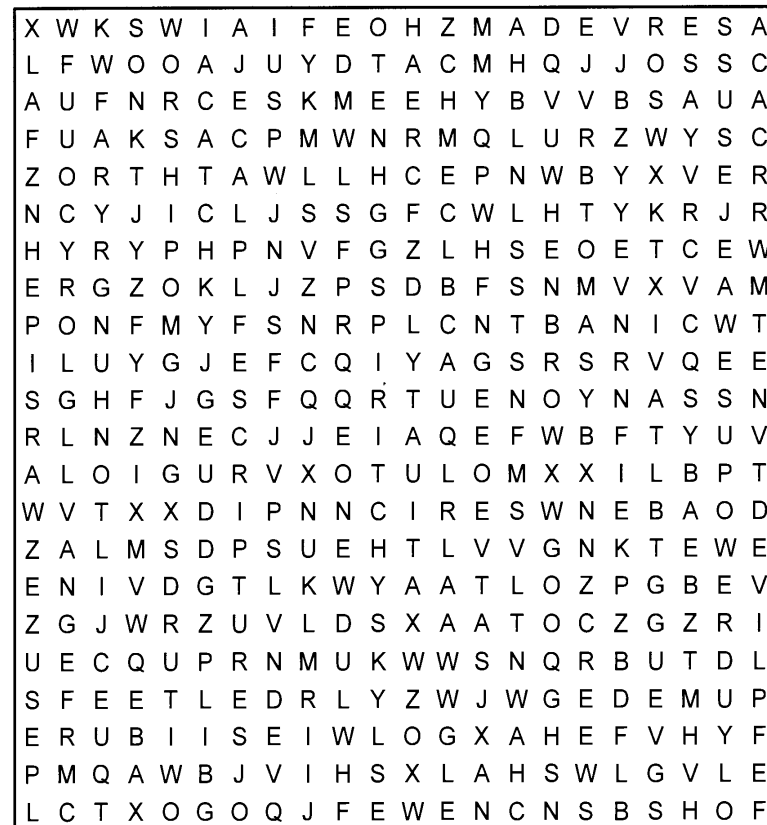 X W K S W I A I F E O H Z M A D E V R E S A
L F W O O A J U Y D T A C M H Q J J O S S C
A U F N R C E S K M E E H Y B V V B S A U A
F U A K S A C P M W N R M Q L U R Z W Y S C
Z O R T H T A W L L H C E P N W B Y X V E R
N C Y J I C L J S S G F C W L H T Y K R J R
H Y R Y P H P N V F G Z L H S E O E T C E W
E R G Z O K L J Z P S D B F S N M V X V A M
P O N F M Y F S N R P L C N T B A N I C W T
I L U Y G J E F C Q I Y A G S R S R V Q E E
S G H F J G S F Q Q R T U E N O Y N A S S N
R L N Z N E C J J E I A Q E F W B F T Y U V
A L O I G U R V X O T U L O M X X I L B P T
W V T X X D I P N N C I R E S W N E B A O D
Z A L M S D P S U E H T L V V G N K T E W E
E N I V D G T L K W Y A A T L O Z P G B E V
Z G J W R Z U V L D S X A A T O C Z G Z R I
U E C Q U P R N M U K W W S N Q R B U T D L
S F E E T L E D R L Y Z W J W G E D E M U P
E R U B I I S E I W L O G X A H E F V H Y F
P M Q A W B J V I H S X L A H S W L G V L E
L C T X O G O Q J F E W E N C N S B S H O F